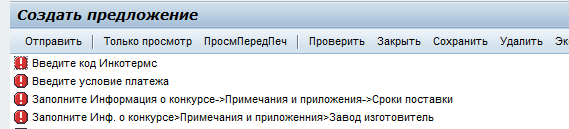 Создать предложение
Отправить Только просмотр ПросмПередПеч Проверить Закрыть Сохранить Удалить
Введите код Инкотермс
Введите условие платежа
Заполните Информация о конкурсе->Примечания и приложения->Сроки поставки
Заполните Инф. о конкурсе>Примечания и приложенния>Завод изготовитель